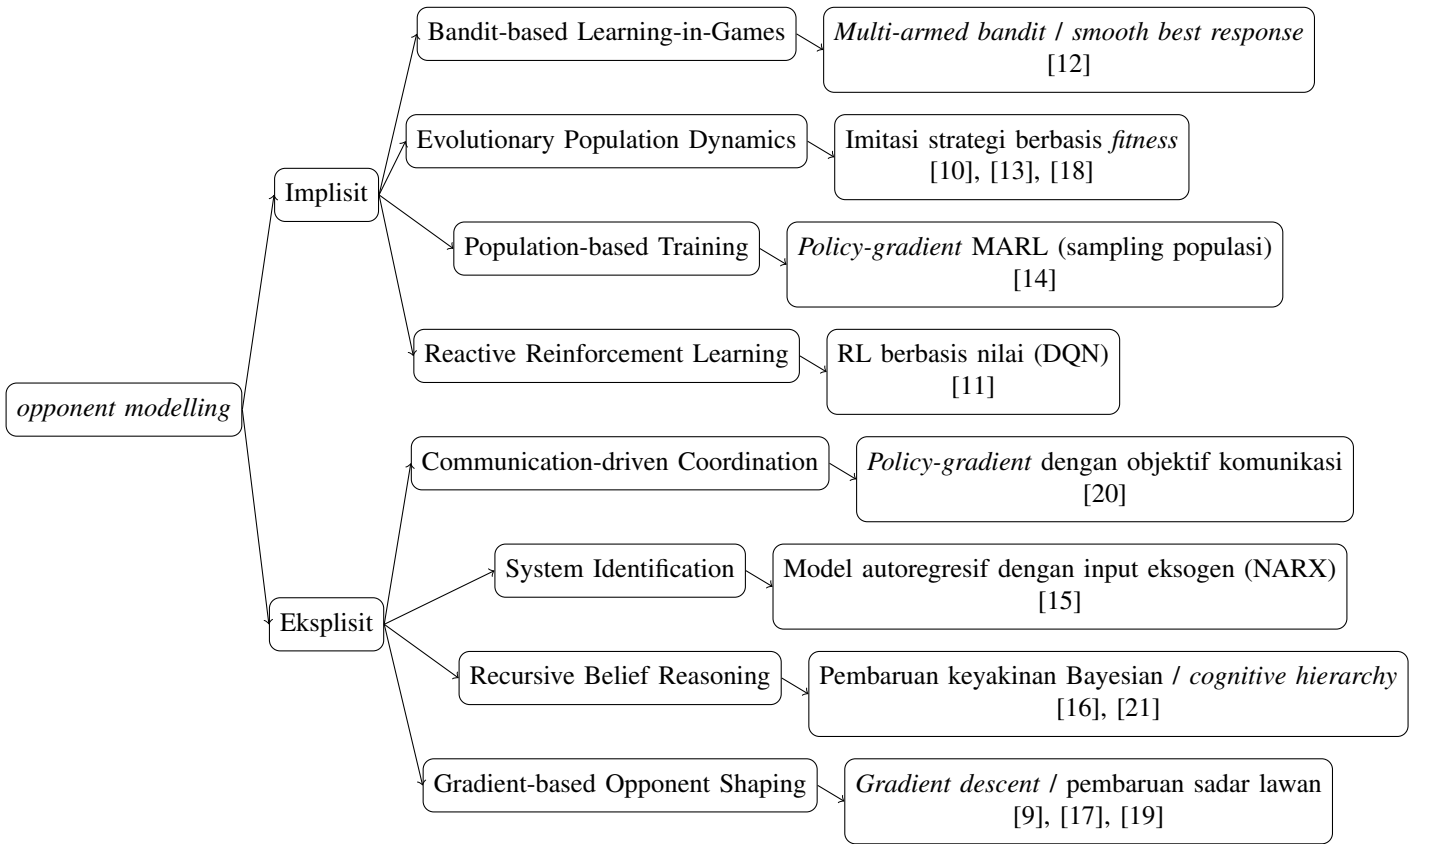 Bandit-based Learning-in-Games
Multi-armed bandit / smooth best response
[12]
Evolutionary Population Dynamics
Imitasi strategi berbasis fitness
[10], [13], [18]
Implisit
Population-based Training
Policy-gradient MARL (sampling populasi)
[14]
Reactive Reinforcement Learning
RL berbasis nilai (DQN)
[11]
opponent modelling
Communication-driven Coordination
Policy-gradient dengan objektif komunikasi
[20]
System Identification
Model autoregresif dengan input eksogen (NARX)
[15]
Eksplisit
Recursive Belief Reasoning
Pembaruan keyakinan Bayesian / cognitive hierarchy
[16], [21]
Gradient-based Opponent Shaping
Gradient descent / pembaruan sadar lawan
[9], [17], [19]